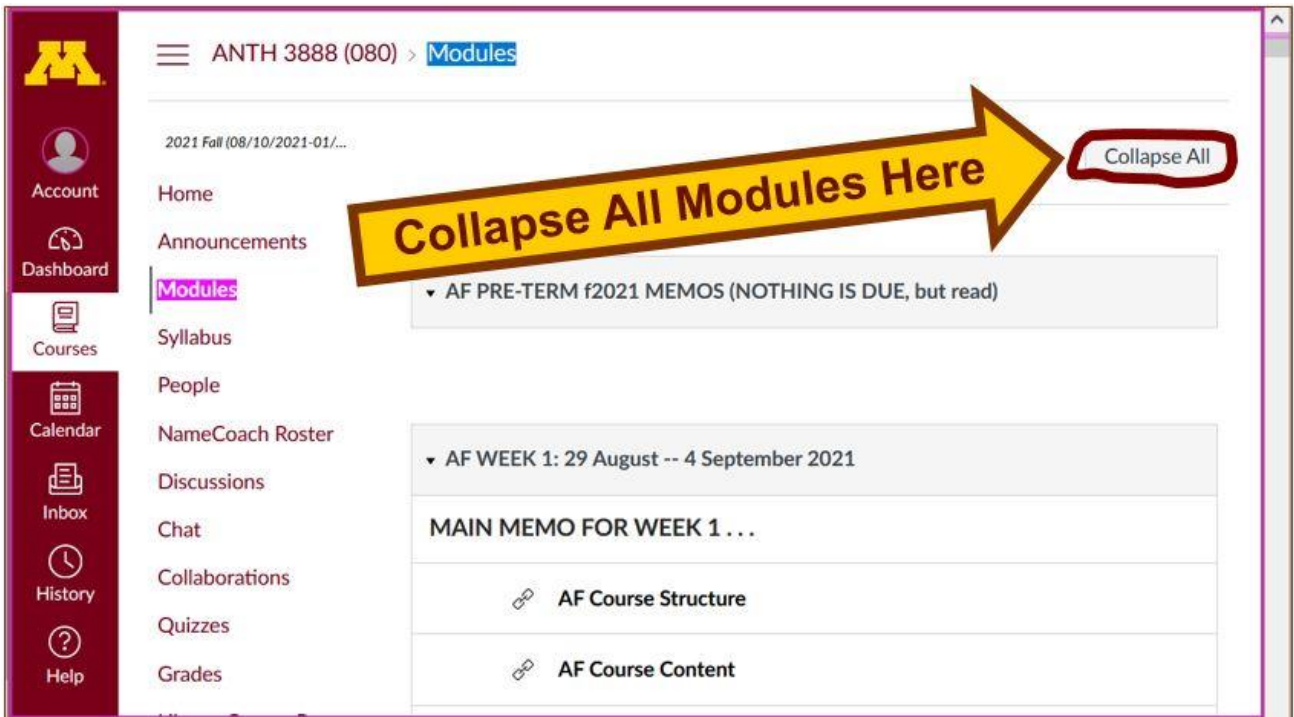 M
ANTH 3888 (080) > Modules
Account
Dashboard
Courses
Calendar
Inbox
History
Help
2021 Fall (08/10/2021-01/...
Home
Announcements
Modules
Syllabus
People
NameCoach Roster
Discussions
Chat
Collaborations
Quizzes
Grades
Collapse All Modules Here
Collapse All
AF PRE-TERM f2021 MEMOS (NOTHING IS DUE, but read)
AF WEEK 1: 29 August -- 4 September 2021
MAIN MEMO FOR WEEK 1 . . .
AF Course Structure
AF Course Content